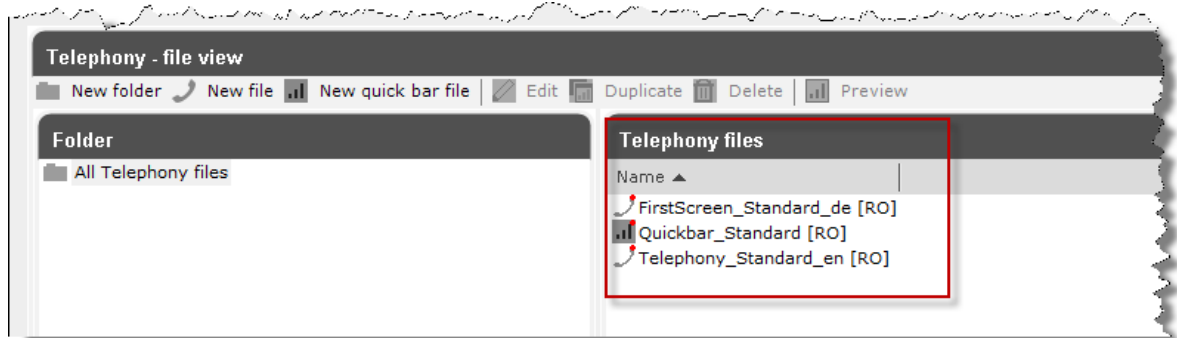 Telephony - file view
New folder New file New quick bar file Edit Duplicate Delete Preview
Folder
All Telephony files
Telephony files
Name
FirstScreen_Standard_de [RO]
Quickbar_Standard [RO]
Telephony_Standard_en [RO]